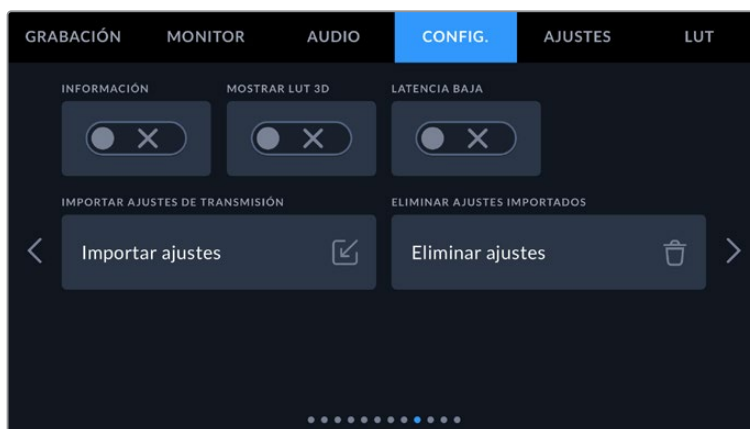 GRABACIÓN MONITOR AUDIO CONFIG. AJUSTES LUT
INFORMACIÓN MOSTRAR LUT 3D LATENCIA BAJA
IMPORTAR AJUSTES DE TRANSMISIÓN ELIMINAR AJUSTES IMPORTADOS
Importar ajustes Eliminar ajustes